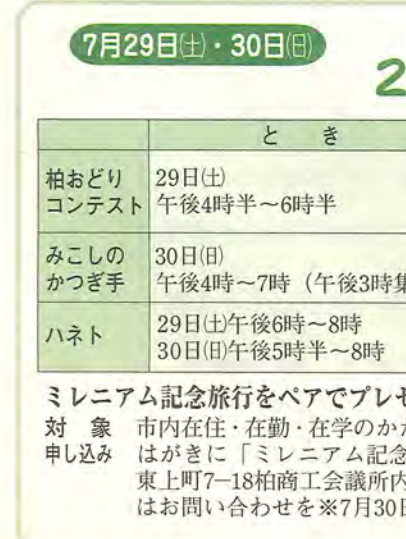 7月29日(土)・30日(日)
2
とき
柏おどり
コンテスト
29日(土)
午後4時半～6時半
みこしの
かつぎ手
30日(日)
午後4時～7時（午後3時集
ハネト
29日(土)午後6時～8時
30日(日)午後5時半～8時
ミレニアム記念旅行をペアでプレゼ
対象 市内在住・在勤・在学のかた
申し込み はがきに「ミレニアム記念
東上町7―18柏商工会議所内
はお問い合わせを※7月30日